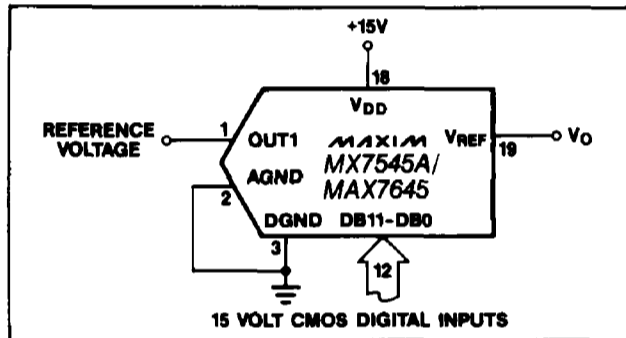 +15V
18
VDD
REFERENCE VOLTAGE
1
OUT1
MAXIM
MX7545A/
MAX7645
VREF
19
VO
AGND
2
DGND
DB11-DB0
3
12
15 VOLT CMOS DIGITAL INPUTS